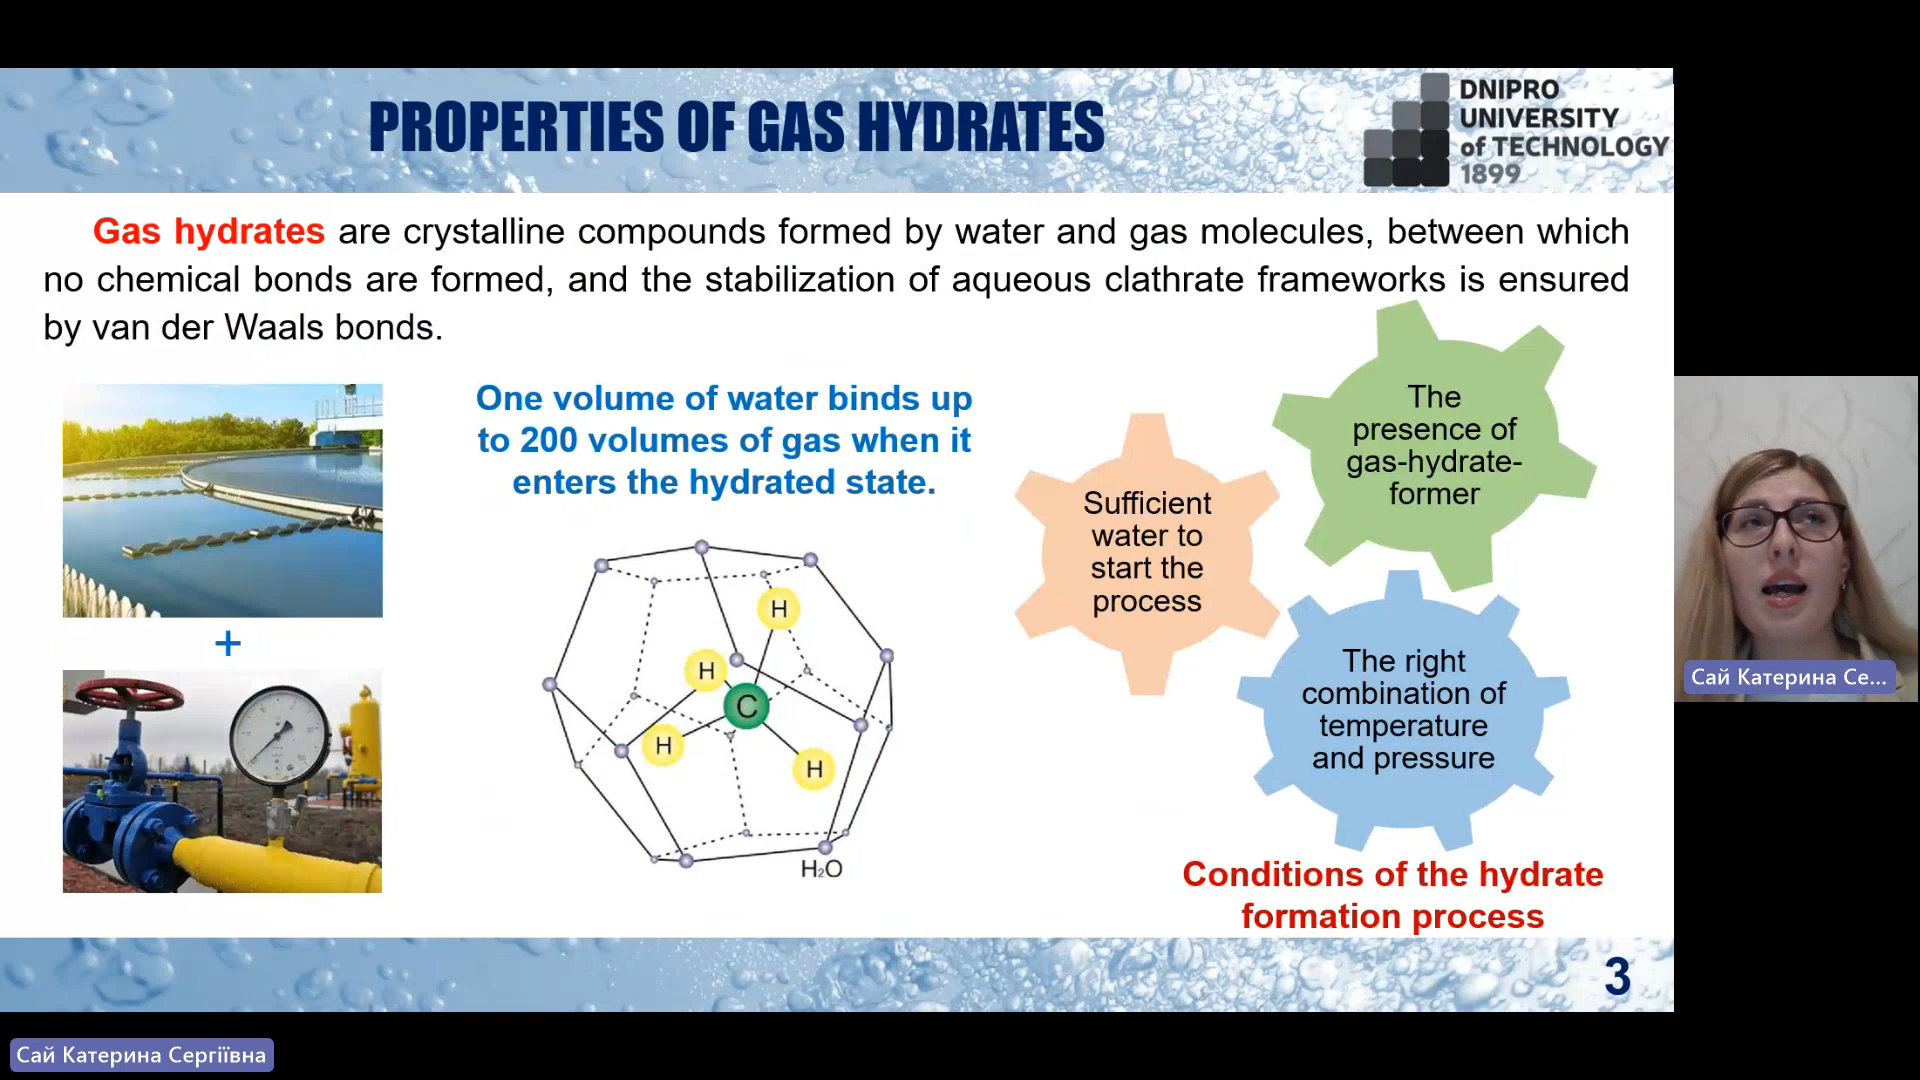 PROPERTIES OF GAS HYDRATES
DNIPRO
UNIVERSITY
of TECHNOLOGY
1899
Gas hydrates are crystalline compounds formed by water and gas molecules, between which
no chemical bonds are formed, and the stabilization of aqueous clathrate frameworks is ensured
by van der Waals bonds.
+
One volume of water binds up
to 200 volumes of gas when it
enters the hydrated state.
H
H
C
H
H
H₂O
Sufficient
water to
start the
process
The
presence of
gas-hydrate-
former
The right
combination of
temperature
and pressure
Conditions of the hydrate
formation process
3
Сай Катерина Се...
Сай Катерина Сергіївна